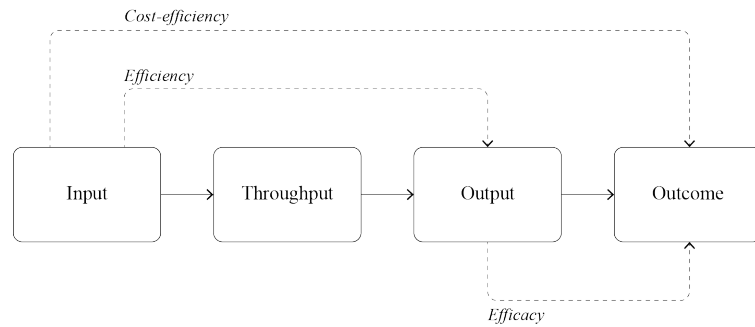 Cost-efficiency
Efficiency
Input
Throughput
Output
Outcome
Efficacy